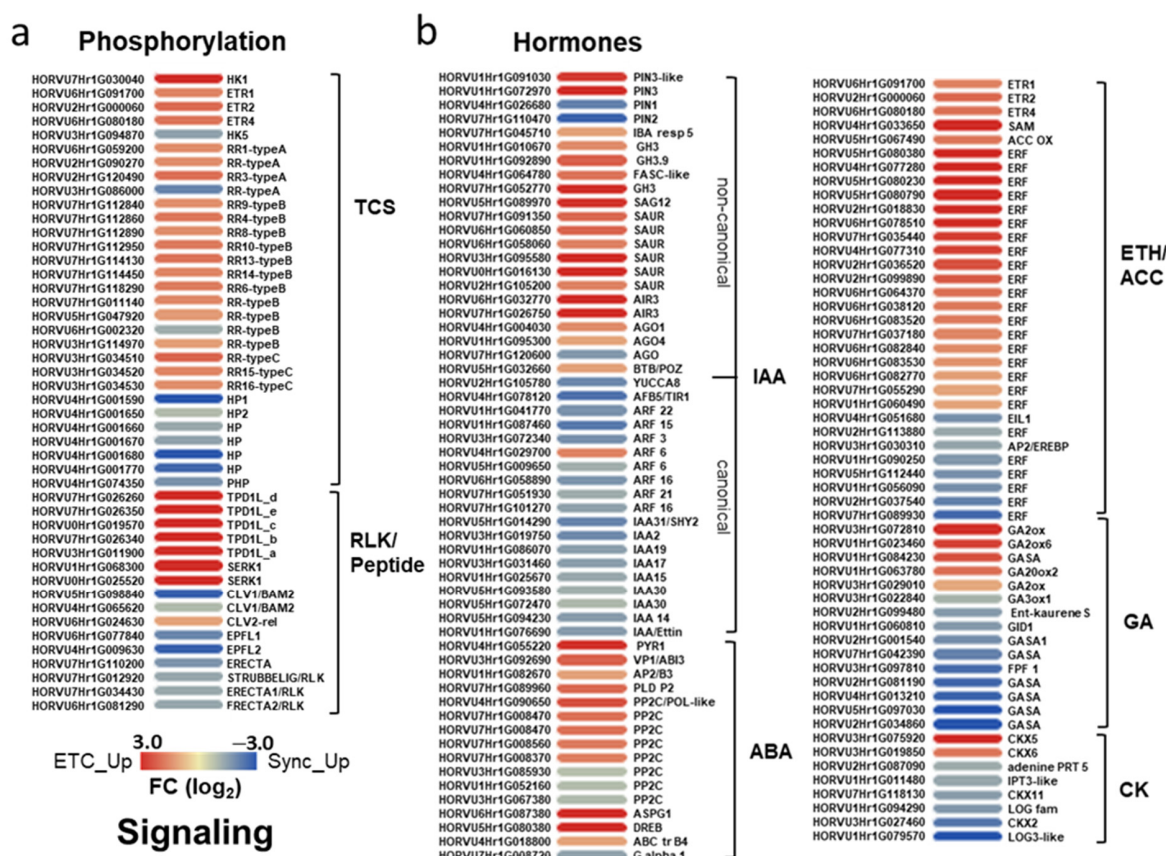 a
Phosphorylation
HORVU7Hr1G030040 HK1
HORVU6Hr1G091700 ETR1
HORVU2Hr1G000060 ETR2
HORVU6Hr1G080180 ETR4
HORVU3Hr1G094870 HK5
HORVU6Hr1G059200 RR1-typeA
HORVU2Hr1G090270 RR-typeA
HORVU2Hr1G120490 RR3-typeA
HORVU3Hr1G086000 RR-typeA
HORVU7Hr1G112840 RR9-typeB
HORVU7Hr1G112860 RR4-typeB
HORVU7Hr1G112890 RR8-typeB
HORVU7Hr1G112950 RR10-typeB
HORVU7Hr1G114130 RR13-typeB
HORVU7Hr1G114450 RR14-typeB
HORVU7Hr1G118290 RR6-typeB
HORVU7Hr1G011140 RR-typeB
HORVU5Hr1G047920 RR-typeB
HORVU6Hr1G002320 RR-typeB
HORVU3Hr1G114970 RR-typeB
HORVU3Hr1G034510 RR-typeC
HORVU3Hr1G034520 RR15-typeC
HORVU3Hr1G034530 RR16-typeC
HORVU4Hr1G001590 HP1
HORVU4Hr1G001650 HP2
HORVU4Hr1G001660 HP
HORVU4Hr1G001670 HP
HORVU4Hr1G001680 HP
HORVU4Hr1G001770 HP
HORVU4Hr1G074350 PHP
TCS
HORVU7Hr1G026260 TPD1L_d
HORVU7Hr1G026350 TPD1L_e
HORVU0Hr1G019570 TPD1L_c
HORVU7Hr1G026340 TPD1L_b
HORVU3Hr1G011900 TPD1L_a
HORVU1Hr1G068300 SERK1
HORVU0Hr1G025520 SERK1
HORVU5Hr1G098840 CLV1/BAM2
HORVU4Hr1G065620 CLV1/BAM2
HORVU6Hr1G024630 CLV2-rel
HORVU6Hr1G077840 EPFL1
HORVU4Hr1G009630 EPFL2
HORVU7Hr1G110200 ERECTA
HORVU7Hr1G012920 STRUBBELIG/RLK
HORVU7Hr1G034430 ERECTA1/RLK
HORVU6Hr1G081290 FRECTA2/RLK
RLK/
Peptide
3.0 –3.0
ETC_Up Sync_Up
FC (log2)
Signaling
b
Hormones
HORVU1Hr1G091030 PIN3-like
HORVU1Hr1G072970 PIN3
HORVU4Hr1G026680 PIN1
HORVU7Hr1G110470 PIN2
HORVU7Hr1G045710 IBA resp 5
HORVU1Hr1G010670 GH3
HORVU1Hr1G092890 GH3.9
HORVU4Hr1G064780 FASC-like
HORVU7Hr1G052770 GH3
HORVU5Hr1G089970 SAG12
HORVU7Hr1G091350 SAUR
HORVU6Hr1G060850 SAUR
HORVU6Hr1G058060 SAUR
HORVU3Hr1G095580 SAUR
HORVU0Hr1G016130 SAUR
HORVU2Hr1G105200 SAUR
HORVU6Hr1G032770 AIR3
HORVU7Hr1G026750 AIR3
HORVU4Hr1G004030 AGO1
HORVU1Hr1G095300 AGO4
HORVU7Hr1G120600 AGO
HORVU5Hr1G032660 BTB/POZ
non-canonical
HORVU2Hr1G105780 YUCCA8
HORVU4Hr1G078120 AFB5/TIR1
HORVU1Hr1G041770 ARF 22
HORVU1Hr1G087460 ARF 15
HORVU3Hr1G072340 ARF 3
HORVU4Hr1G029700 ARF 6
HORVU5Hr1G009650 ARF 6
HORVU6Hr1G058890 ARF 16
HORVU7Hr1G051930 ARF 21
HORVU7Hr1G101270 ARF 16
HORVU5Hr1G014290 IAA31/SHY2
HORVU3Hr1G019750 IAA2
HORVU1Hr1G086070 IAA19
HORVU3Hr1G031460 IAA17
HORVU1Hr1G025670 IAA15
HORVU5Hr1G093580 IAA30
HORVU5Hr1G072470 IAA30
HORVU5Hr1G094230 IAA 14
HORVU1Hr1G076690 IAA/Ettin
canonical
IAA
HORVU4Hr1G055220 PYR1
HORVU3Hr1G092690 VP1/ABI3
HORVU1Hr1G082670 AP2/B3
HORVU7Hr1G089960 PLD P2
HORVU4Hr1G090650 PP2C/POL-like
HORVU7Hr1G008470 PP2C
HORVU7Hr1G008470 PP2C
HORVU7Hr1G008560 PP2C
HORVU7Hr1G008370 PP2C
HORVU3Hr1G085930 PP2C
HORVU1Hr1G052160 PP2C
HORVU3Hr1G067380 PP2C
HORVU6Hr1G087380 ASPG1
HORVU5Hr1G080380 DREB
HORVU4Hr1G018800 ABC tr B4
HORVU7Hr1G008720 G alpha 1
ABA
HORVU6Hr1G091700 ETR1
HORVU2Hr1G000060 ETR2
HORVU6Hr1G080180 ETR4
HORVU4Hr1G033650 SAM
HORVU5Hr1G067490 ACC OX
HORVU5Hr1G080380 ERF
HORVU4Hr1G077280 ERF
HORVU5Hr1G080230 ERF
HORVU5Hr1G080790 ERF
HORVU2Hr1G018830 ERF
HORVU6Hr1G078510 ERF
HORVU7Hr1G035440 ERF
HORVU4Hr1G077310 ERF
HORVU2Hr1G036520 ERF
HORVU2Hr1G099890 ERF
HORVU6Hr1G064370 ERF
HORVU6Hr1G038120 ERF
HORVU6Hr1G083520 ERF
HORVU7Hr1G037180 ERF
HORVU6Hr1G082840 ERF
HORVU6Hr1G083530 ERF
HORVU6Hr1G082770 ERF
HORVU7Hr1G055290 ERF
HORVU1Hr1G060490 ERF
HORVU4Hr1G051680 EIL1
HORVU2Hr1G113880 ERF
HORVU3Hr1G030310 AP2/EREBP
HORVU1Hr1G090250 ERF
HORVU5Hr1G112440 ERF
HORVU1Hr1G056090 ERF
HORVU2Hr1G037540 ERF
HORVU7Hr1G089930 ERF
ETH/
ACC
HORVU3Hr1G072810 GA2ox
HORVU1Hr1G023460 GA2ox6
HORVU1Hr1G084230 GASA
HORVU1Hr1G063780 GA20ox2
HORVU3Hr1G029010 GA2ox
HORVU3Hr1G022840 GA3ox1
HORVU2Hr1G099480 Ent-kaurene S
HORVU1Hr1G060810 GID1
HORVU2Hr1G001540 GASA1
HORVU7Hr1G042390 GASA
HORVU3Hr1G097810 FPF 1
HORVU2Hr1G081190 GASA
HORVU4Hr1G013210 GASA
HORVU5Hr1G097030 GASA
HORVU2Hr1G034860 GASA
GA
HORVU3Hr1G075920 CKX5
HORVU3Hr1G019850 CKX6
HORVU2Hr1G087090 adenine PRT 5
HORVU1Hr1G011480 IPT3-like
HORVU7Hr1G118130 CKX11
HORVU1Hr1G094290 LOG fam
HORVU3Hr1G027460 CKX2
HORVU1Hr1G079570 LOG3-like
CK